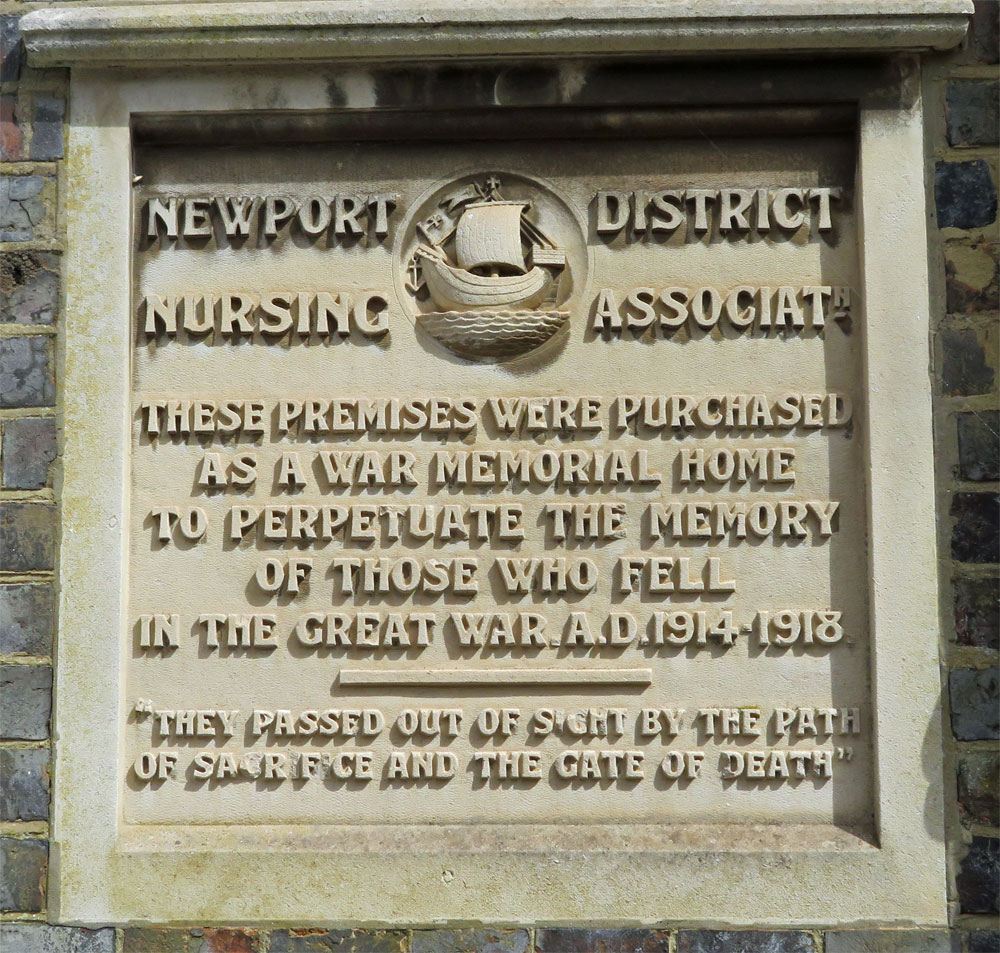 NEWPORT DISTRICT
NURSING ASSOCIATH
THESE PREMISES WERE PURCHASED
AS A WAR MEMORIAL HOME
TO PERPETUATE THE MEMORY
OF THOSE WHO FELL
IN THE GREAT WAR. A.D. 1914-1918.
"THEY PASSED OUT OF SIGHT BY THE PATH
OF SACRIFICE AND THE GATE OF DEATH"